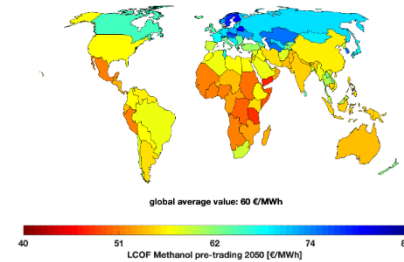 global average value: 60 €/MWh
40 51 62 74 8
LCOF Methanol pre-trading 2050 [€/MWh]